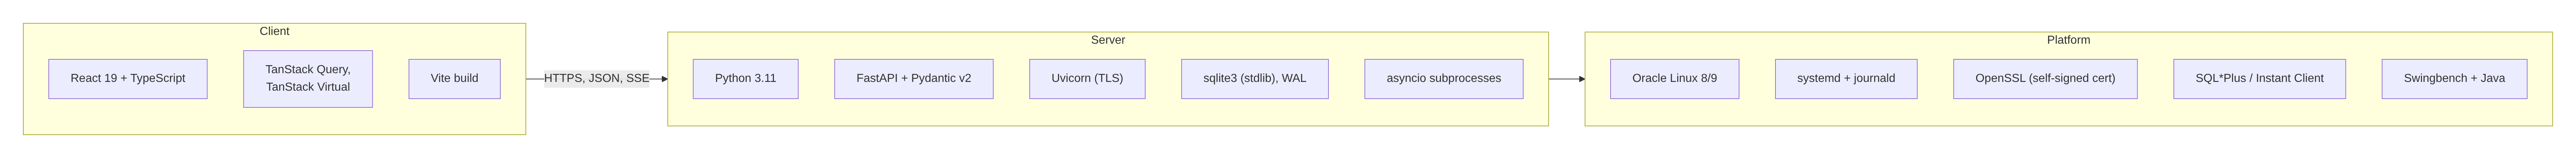 Client
React 19 + TypeScript
TanStack Query,
TanStack Virtual
Vite build
HTTPS, JSON, SSE
Server
Python 3.11
FastAPI + Pydantic v2
Uvicorn (TLS)
sqlite3 (stdlib), WAL
asyncio subprocesses
Platform
Oracle Linux 8/9
systemd + journald
OpenSSL (self-signed cert)
SQL*Plus / Instant Client
Swingbench + Java